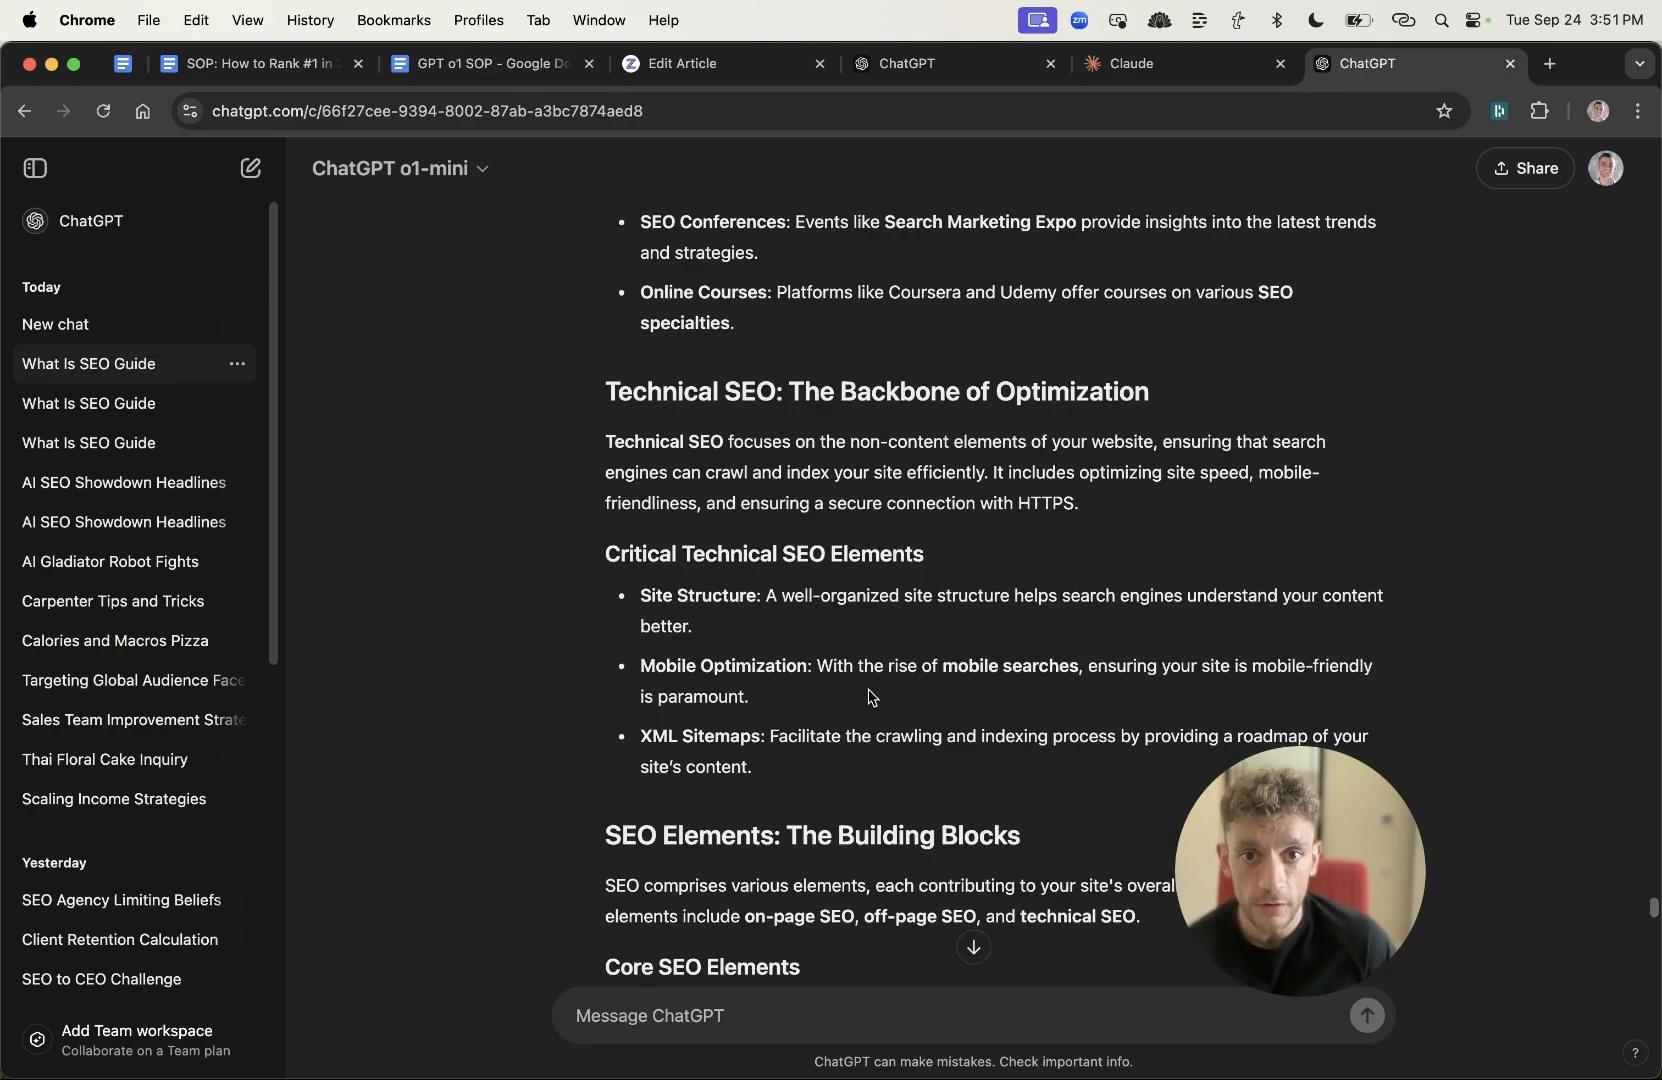 Chrome File Edit View History Bookmarks Profiles Tab Window Help zm Tue Sep 24 3:51 PM
SOP: How to Rank #1 in GPT o1 SOP - Google Do Edit Article ChatGPT Claude ChatGPT
chatgpt.com/c/66f27cee-9394-8002-87ab-a3bc7874aed8
ChatGPT o1-mini
Share
ChatGPT
Today
New chat
What Is SEO Guide
What Is SEO Guide
What Is SEO Guide
AI SEO Showdown Headlines
AI SEO Showdown Headlines
AI Gladiator Robot Fights
Carpenter Tips and Tricks
Calories and Macros Pizza
Targeting Global Audience Face
Sales Team Improvement Strate
Thai Floral Cake Inquiry
Scaling Income Strategies
Yesterday
SEO Agency Limiting Beliefs
Client Retention Calculation
SEO to CEO Challenge
Add Team workspace
Collaborate on a Team plan
• SEO Conferences: Events like Search Marketing Expo provide insights into the latest trends
and strategies.
• Online Courses: Platforms like Coursera and Udemy offer courses on various SEO
specialties.
Technical SEO: The Backbone of Optimization
Technical SEO focuses on the non-content elements of your website, ensuring that search
engines can crawl and index your site efficiently. It includes optimizing site speed, mobile-
friendliness, and ensuring a secure connection with HTTPS.
Critical Technical SEO Elements
• Site Structure: A well-organized site structure helps search engines understand your content
better.
• Mobile Optimization: With the rise of mobile searches, ensuring your site is mobile-friendly
is paramount.
• XML Sitemaps: Facilitate the crawling and indexing process by providing a roadmap of your
site's content.
SEO Elements: The Building Blocks
SEO comprises various elements, each contributing to your site's overal
elements include on-page SEO, off-page SEO, and technical SEO.
Core SEO Elements
Message ChatGPT
ChatGPT can make mistakes. Check important info.
?